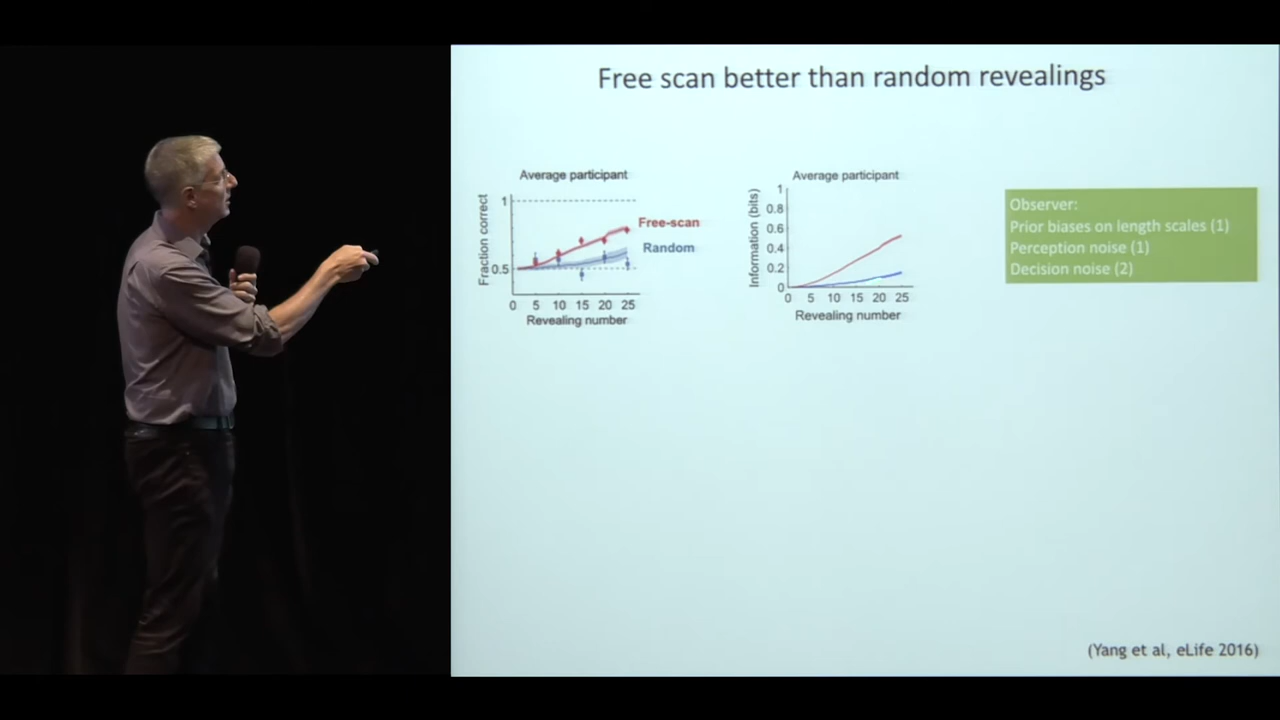 Free scan better than random revealings
Average participant
Fraction correct
1
0.5
Free-scan
Random
0 5 10 15 20 25
Revealing number
Average participant
Information (bits)
1
0.8
0.6
0.4
0.2
0
0 5 10 15 20 25
Revealing number
Observer:
Prior biases on length scales (1)
Perception noise (1)
Decision noise (2)
(Yang et al, eLife 2016)